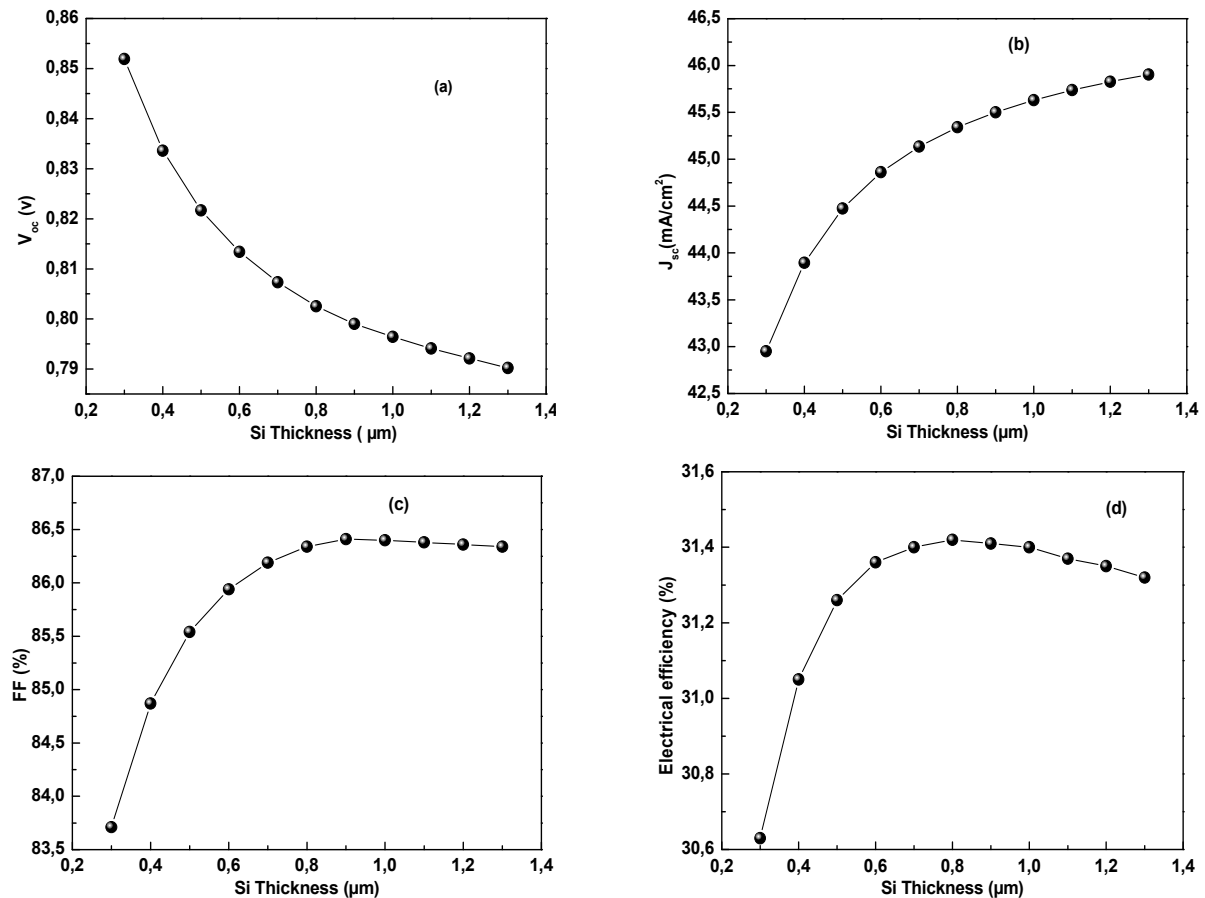 (a)
V_oc (v)
0,86
0,85
0,84
0,83
0,82
0,81
0,80
0,79
0,2 0,4 0,6 0,8 1,0 1,2 1,4
Si Thickness ( µm)
(b)
J_sc(mA/cm²)
46,5
46,0
45,5
45,0
44,5
44,0
43,5
43,0
42,5
0,2 0,4 0,6 0,8 1,0 1,2 1,4
Si Thickness (µm)
(c)
FF (%)
87,0
86,5
86,0
85,5
85,0
84,5
84,0
83,5
0,2 0,4 0,6 0,8 1,0 1,2 1,4
Si Thickness (µm)
(d)
Electrical efficiency (%)
31,6
31,4
31,2
31,0
30,8
30,6
0,2 0,4 0,6 0,8 1,0 1,2 1,4
Si Thickness (µm)